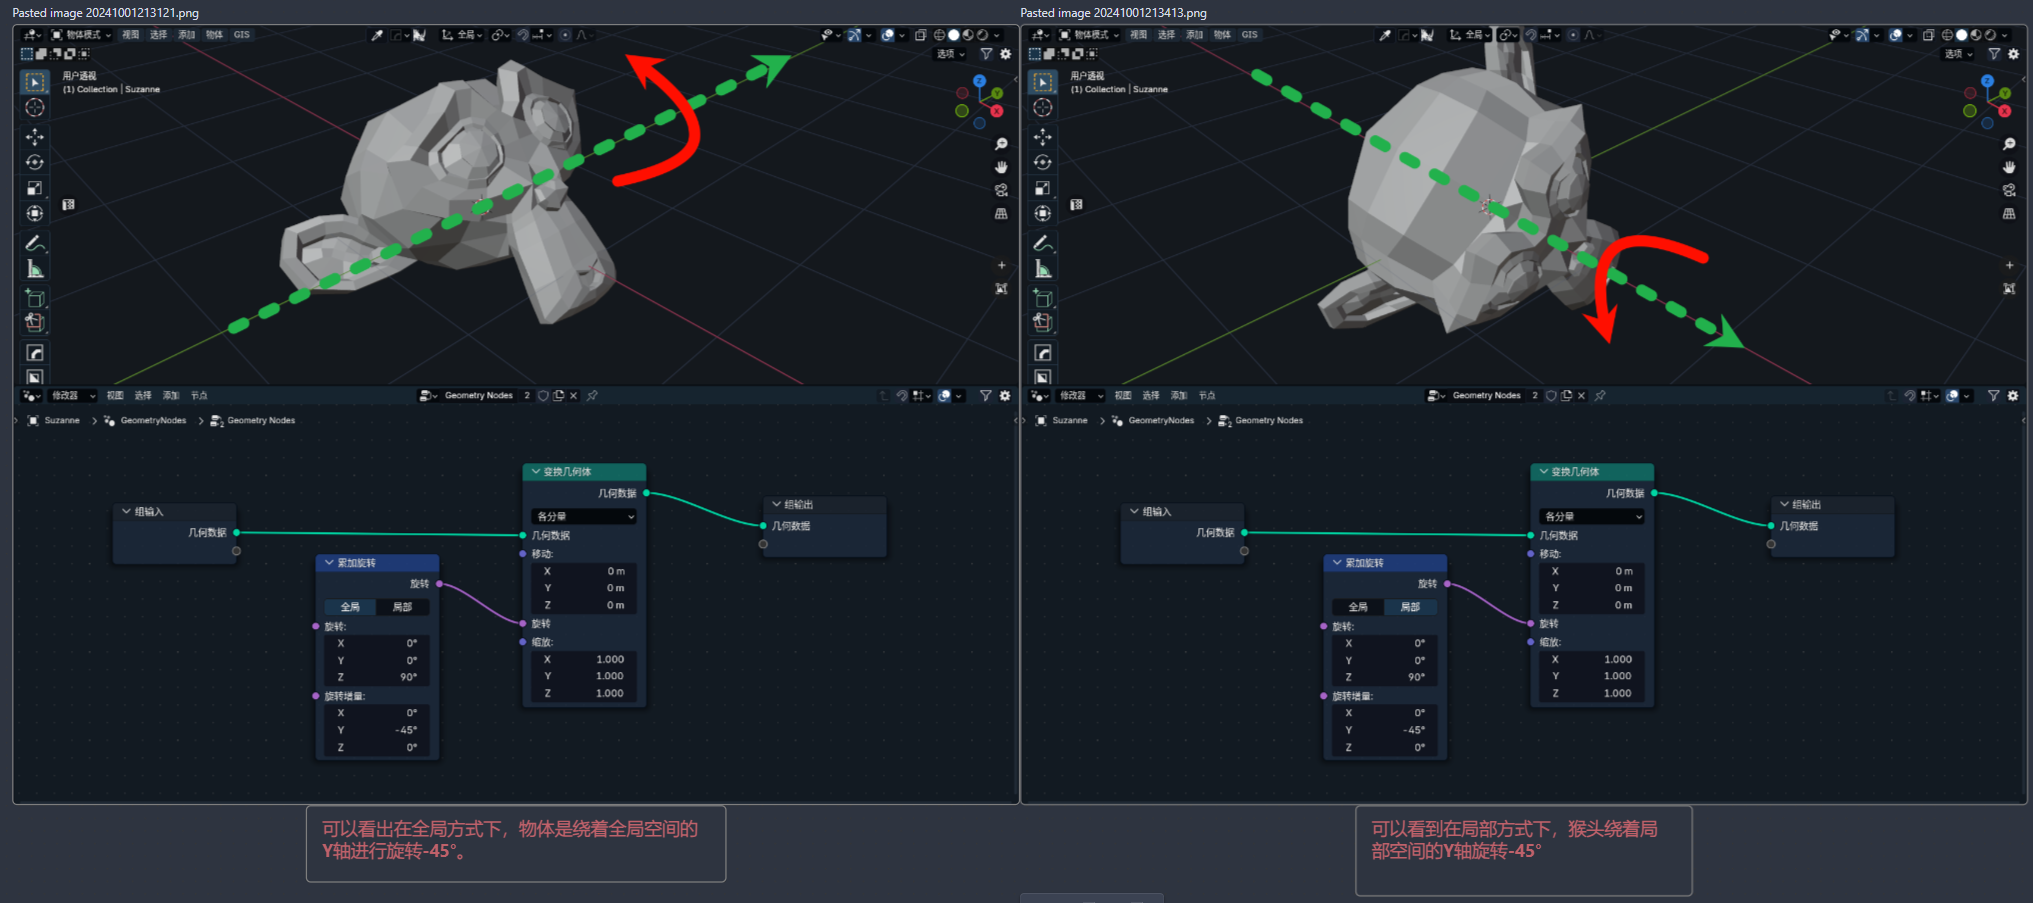 Pasted image 20241001213121.png
物体模式 视图 选择 添加 物体 GIS
全局
选项
用户透视
(1) Collection | Suzanne
Z
Y
X
修改器 视图 选择 添加 节点
Geometry Nodes 2
Suzanne > GeometryNodes > Geometry Nodes
组输入
几何数据
累加旋转
旋转
全局 局部
旋转:
X 0°
Y 0°
Z 90°
旋转增量:
X 0°
Y -45°
Z 0°
变换几何体
几何数据
各分量
几何数据
移动:
X 0 m
Y 0 m
Z 0 m
旋转
缩放:
X 1.000
Y 1.000
Z 1.000
组输出
几何数据
可以看出在全局方式下，物体是绕着全局空间的
Y轴进行旋转-45°。
Pasted image 20241001213413.png
物体模式 视图 选择 添加 物体 GIS
全局
选项
用户透视
(1) Collection | Suzanne
Z
Y
X
修改器 视图 选择 添加 节点
Geometry Nodes 2
Suzanne > GeometryNodes > Geometry Nodes
组输入
几何数据
累加旋转
旋转
全局 局部
旋转:
X 0°
Y 0°
Z 90°
旋转增量:
X 0°
Y -45°
Z 0°
变换几何体
几何数据
各分量
几何数据
移动:
X 0 m
Y 0 m
Z 0 m
旋转
缩放:
X 1.000
Y 1.000
Z 1.000
组输出
几何数据
可以看到在局部方式下，猴头绕着局
部空间的Y轴旋转-45°